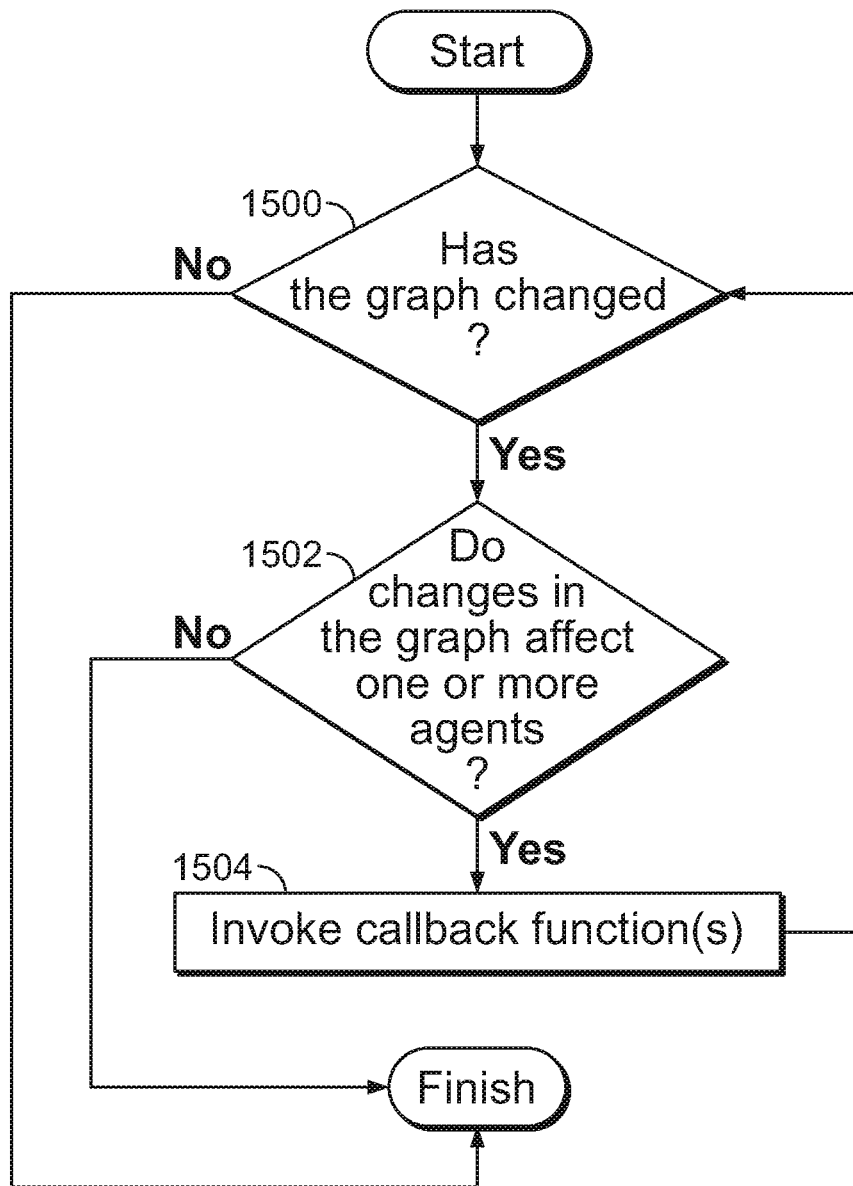 Start
1500
No
Has
the graph changed
?
Yes
1502
No
Do
changes in
the graph affect
one or more
agents
?
Yes
1504
Invoke callback function(s)
Finish